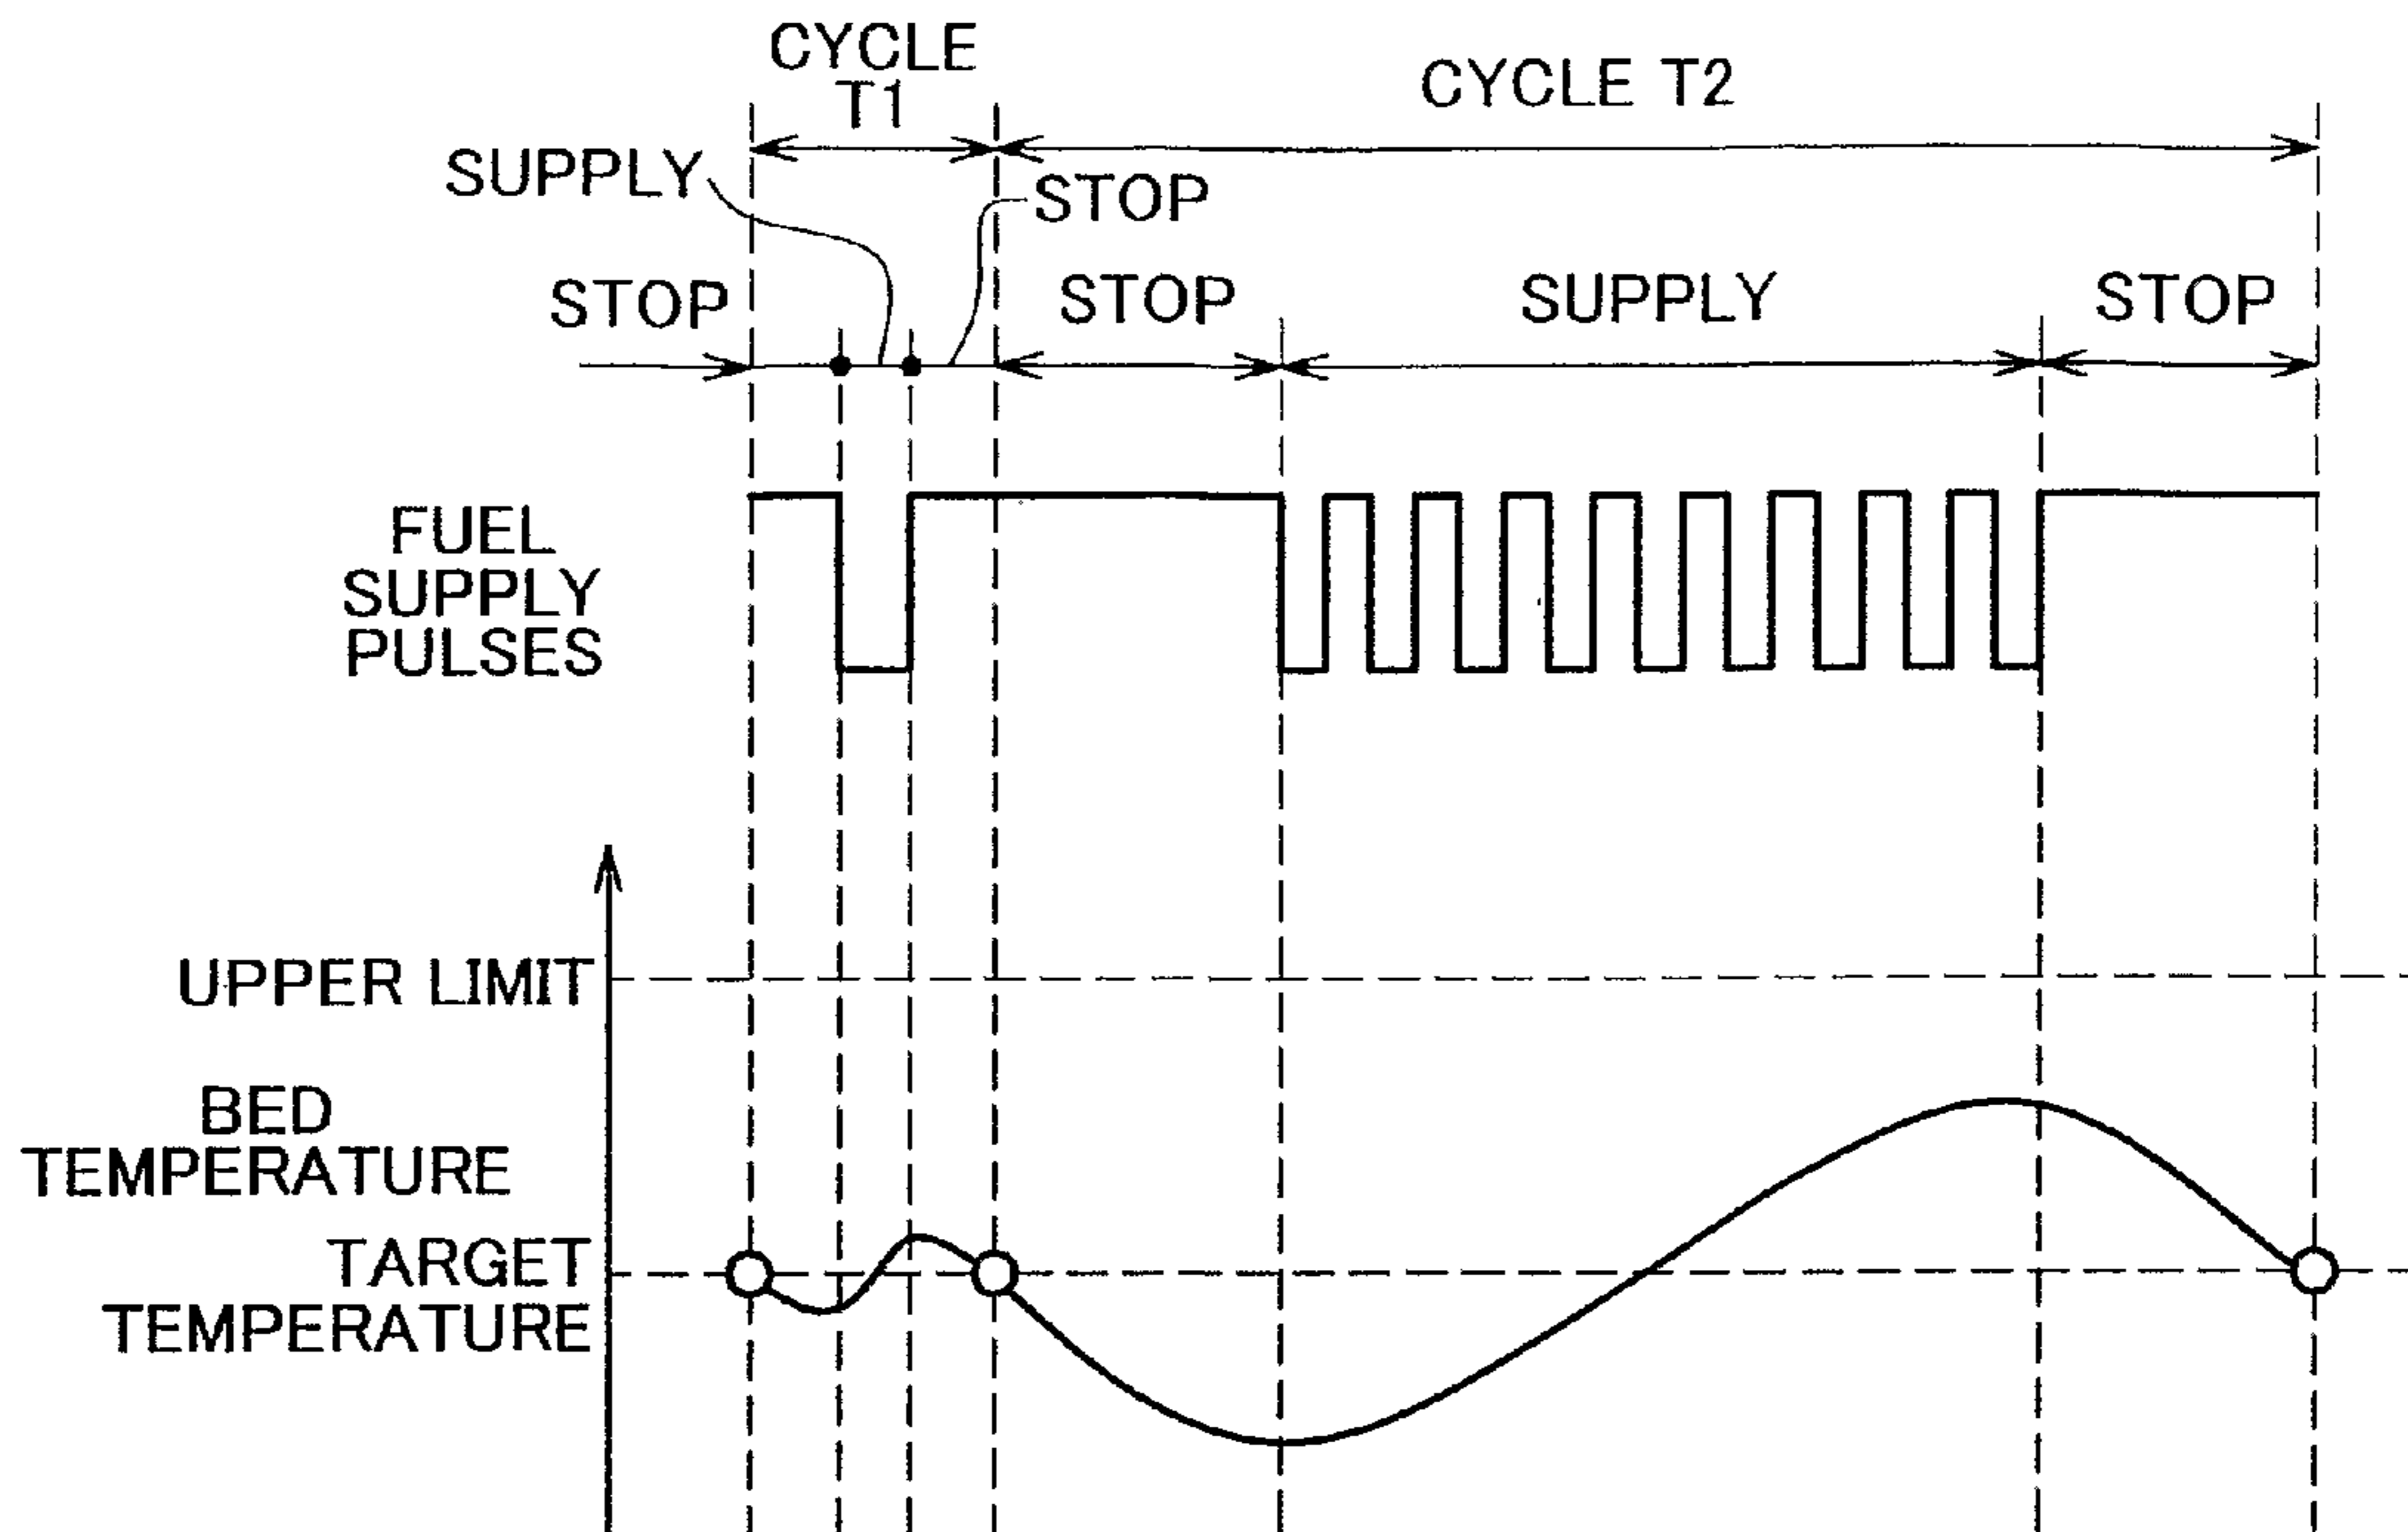 CYCLE
T1
CYCLE T2
SUPPLY
STOP
STOP
STOP
SUPPLY
STOP
FUEL
SUPPLY
PULSES
UPPER LIMIT
BED
TEMPERATURE
TARGET
TEMPERATURE